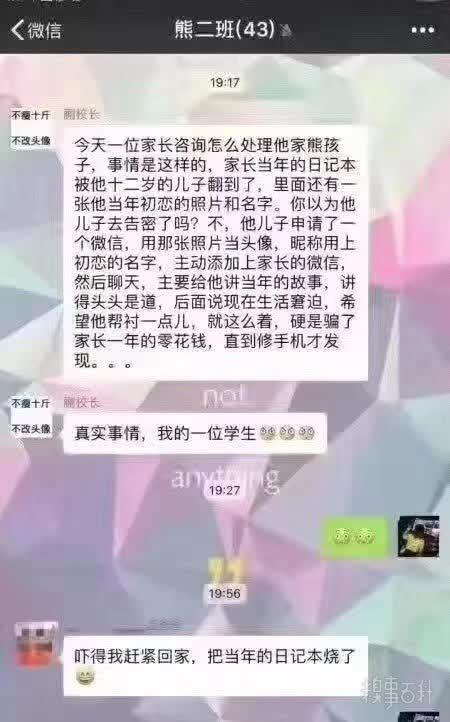 微信
熊二班(43)
19:17
不瘦十斤
不改头像
鹏校长
今天一位家长咨询怎么处理他家熊孩
子，事情是这样的，家长当年的日记本
被他十二岁的儿子翻到了，里面还有一
张他当年初恋的照片和名字。你以为他
儿子去告密了吗？不，他儿子申请了一
个微信，用那张照片当头像，昵称用上
初恋的名字，主动添加上家长的微信，
然后聊天，主要给他讲当年的故事，讲
得头头是道，后面说现在生活窘迫，希
望他帮衬一点儿，就这么着，硬是骗了
家长一年的零花钱，直到修手机才发
现。。。
not
不瘦十斤
不改头像
鹏校长
真实事情，我的一位学生
anything
19:27
19:56
吓得我赶紧回家，把当年的日记本烧了
糗事百科